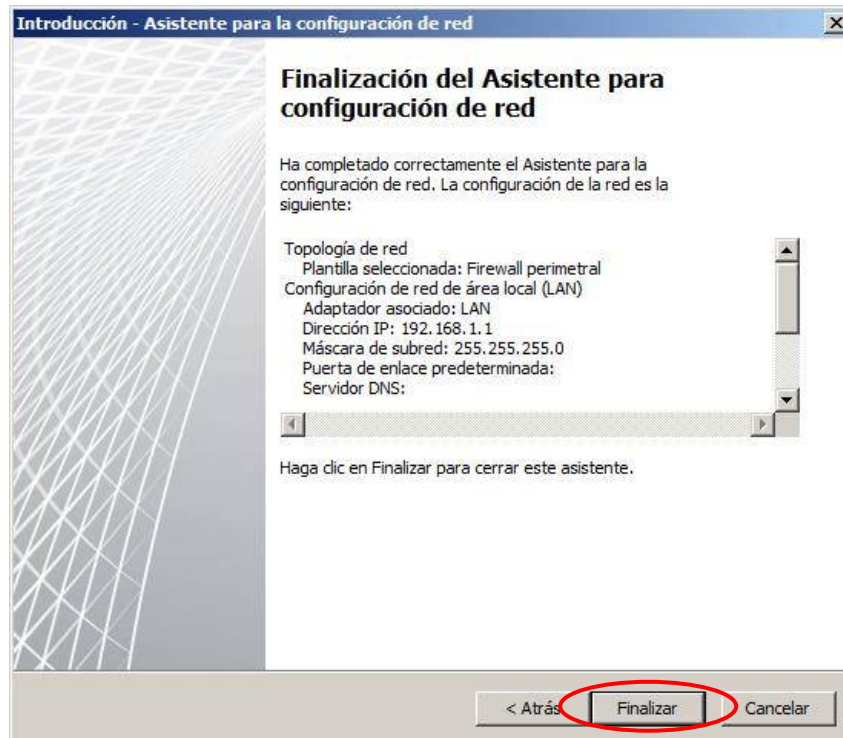 Introducción - Asistente para la configuración de red
Finalización del Asistente para
configuración de red
Ha completado correctamente el Asistente para la
configuración de red. La configuración de la red es la
siguiente:
Topología de red
Plantilla seleccionada: Firewall perimetral
Configuración de red de área local (LAN)
Adaptador asociado: LAN
Dirección IP: 192.168.1.1
Máscara de subred: 255.255.255.0
Puerta de enlace predeterminada:
Servidor DNS:
Haga clic en Finalizar para cerrar este asistente.
< Atrás Finalizar Cancelar